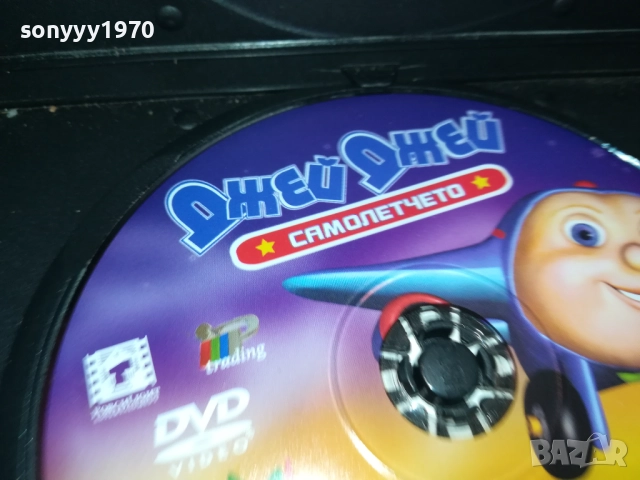 sonyyy1970
ДЖЕЙ ДЖЕЙ
САМОЛЕТЧЕТО
trading
DVD
VIDEO
BAZAR